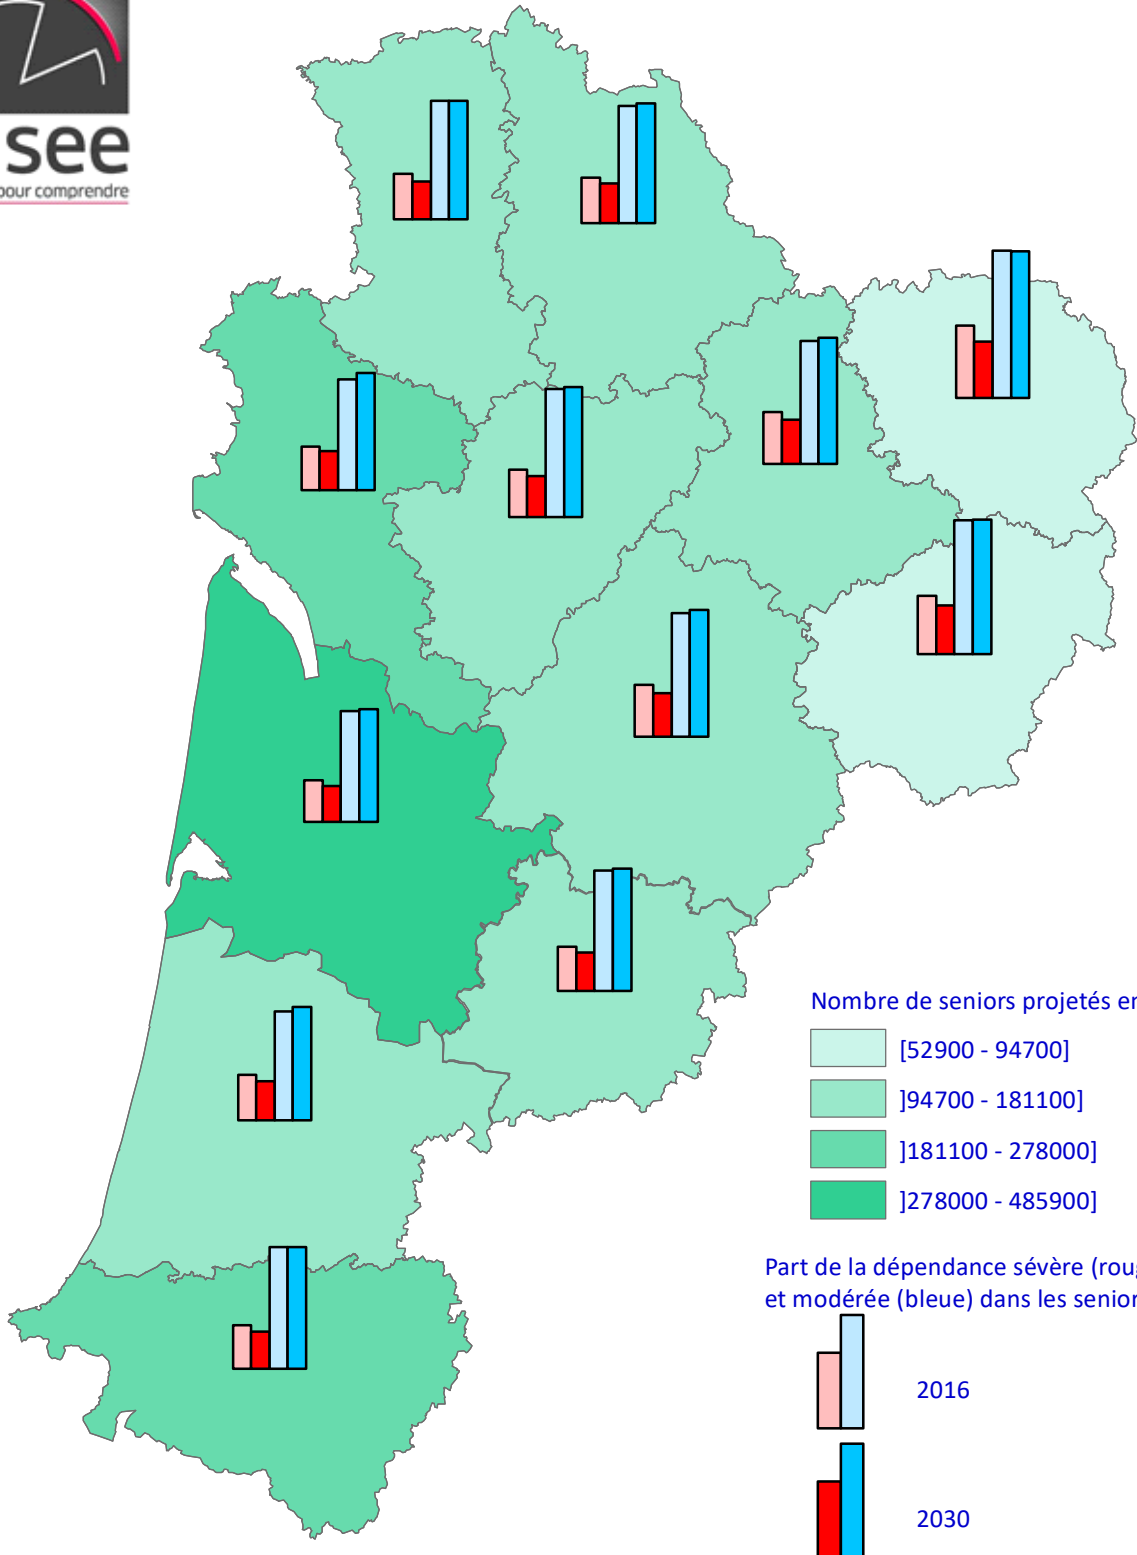 see
pour comprendre
Nombre de seniors projetés en
[52900 - 94700]
]94700 - 181100]
]181100 - 278000]
]278000 - 485900]
Part de la dépendance sévère (roug
et modérée (bleue) dans les senior
2016
2030